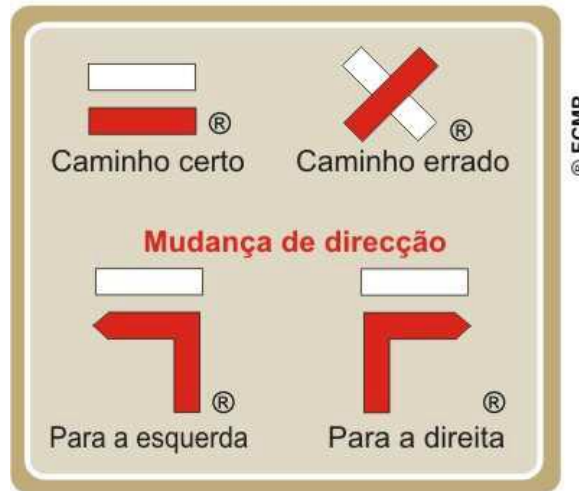 ®
®
Caminho certo
Caminho errado
Mudança de direcção
®
®
Para a esquerda
Para a direita
® FCMP